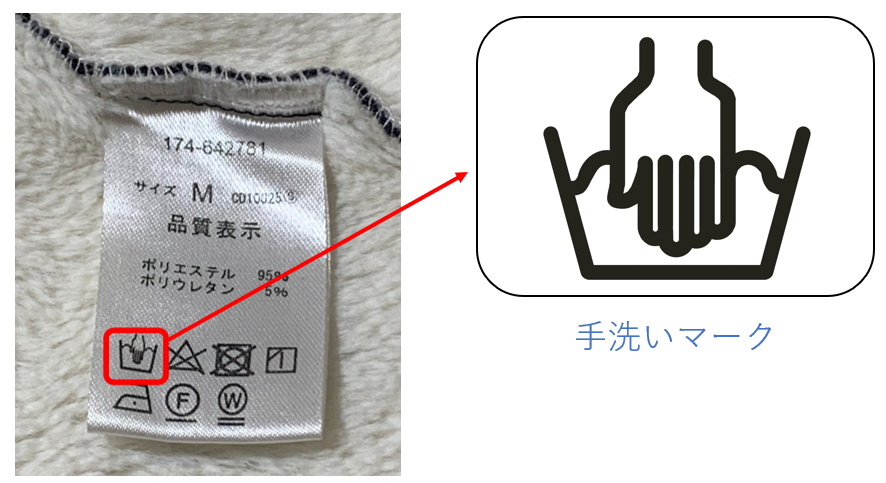 174-642781
サイズ M CD10025⑨
品質表示
ポリエステル 95%
ポリウレタン 5%
F W
手洗いマーク